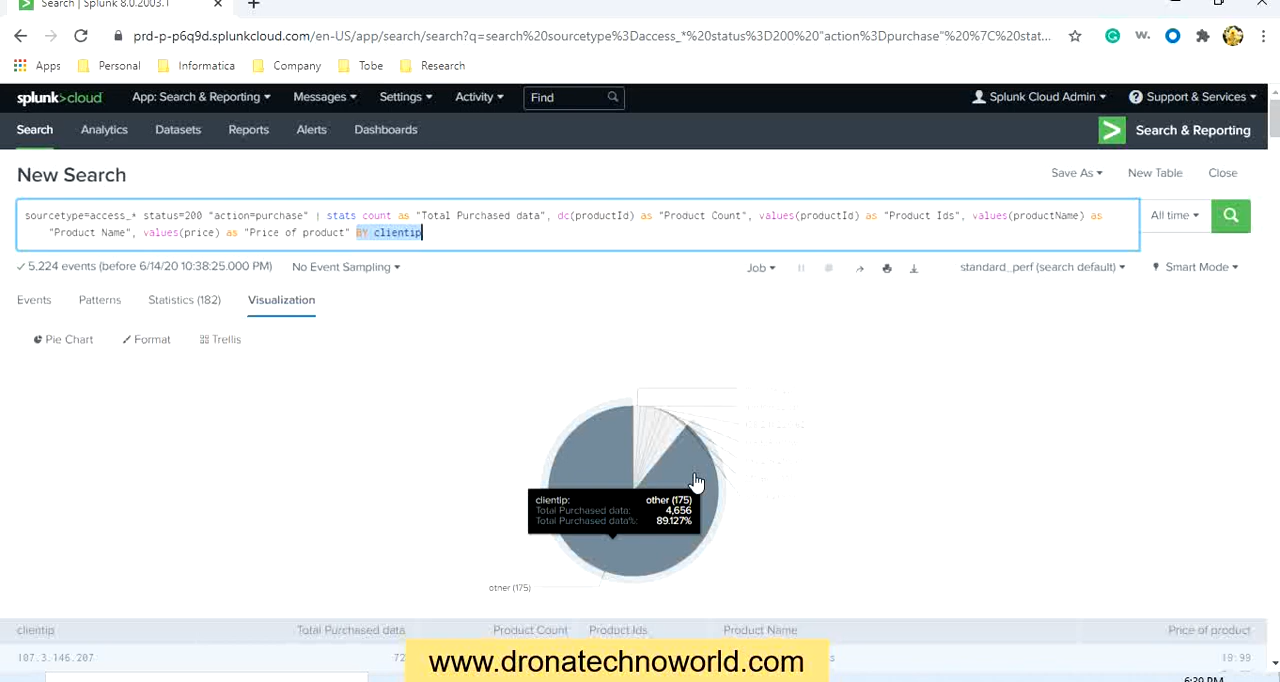 Search | Splunk 8.0.2003.1
prd-p-p6q9d.splunkcloud.com/en-US/app/search/search?q=search%20sourcetype%3Daccess_*%20status%3D200%20"action%3Dpurchase"%20%7C%20stat...
Apps Personal Informatica Company Tobe Research
splunk>cloud App: Search & Reporting Messages Settings Activity Find Splunk Cloud Admin Support & Services
Search Analytics Datasets Reports Alerts Dashboards Search & Reporting
New Search Save As New Table Close
sourcetype=access_* status=200 "action=purchase" | stats count as "Total Purchased data", dc(productId) as "Product Count", values(productId) as "Product Ids", values(productName) as
"Product Name", values(price) as "Price of product" BY clientip
All time
✓ 5,224 events (before 6/14/20 10:38:25.000 PM) No Event Sampling Job standard_perf (search default) Smart Mode
Events Patterns Statistics (182) Visualization
Pie Chart Format Trellis
clientip: other (175)
Total Purchased data: 4,656
Total Purchased data%: 89.127%
other (175)
clientip Total Purchased data Product Count Product Ids Product Name Price of product
107.3.146.207 72 19.99
www.dronatechnoworld.com
6:39 PM